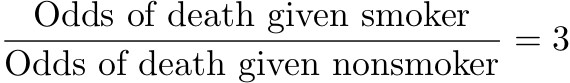 Odds of death given smoker
Odds of death given nonsmoker = 3